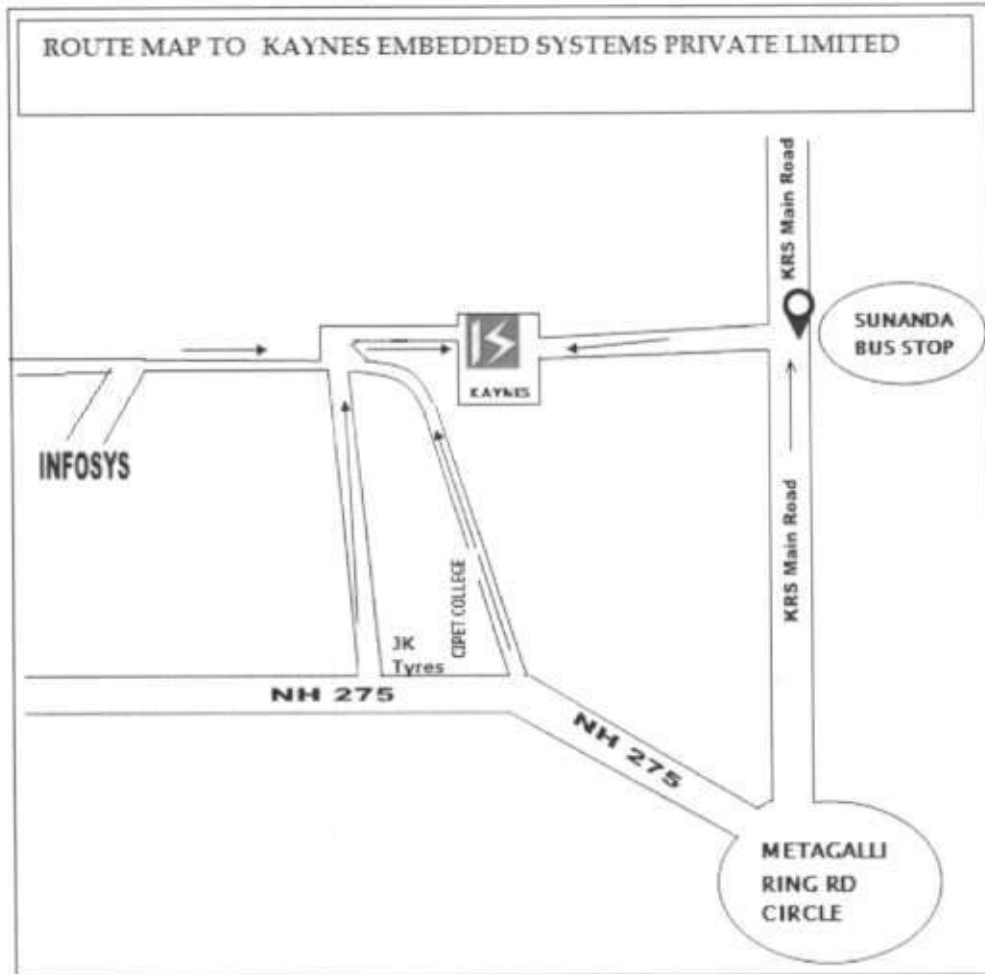 ROUTE MAP TO KAYNES EMBEDDED SYSTEMS PRIVATE LIMITED
KRS Main Road
SUNANDA
BUS STOP
KAYNES
INFOSYS
KRS Main Road
CIPET COLLEGE
JK
Tyres
NH 275
NH 275
METAGALLI
RING RD
CIRCLE